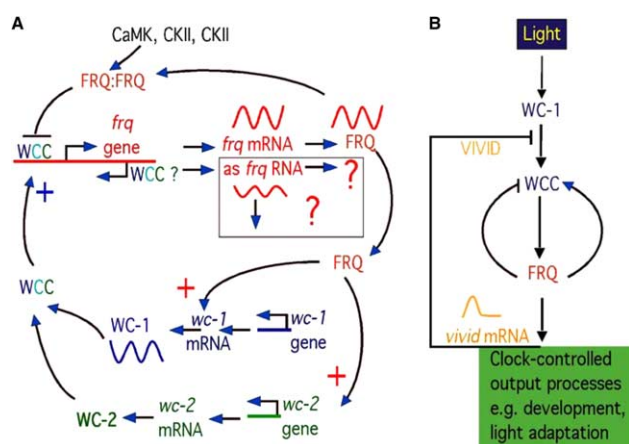 A
CaMK, CKII, CKII
FRQ:FRQ
frq
gene
WCC
WCC ?
frq mRNA
FRQ
as frq RNA
?
?
+
WCC
FRQ
+
WC-1
wc-1
mRNA
wc-1
gene
+
WC-2
wc-2
mRNA
wc-2
gene
B
Light
WC-1
VIVID
WCC
FRQ
vivid mRNA
Clock-controlled
output processes
e.g. development,
light adaptation